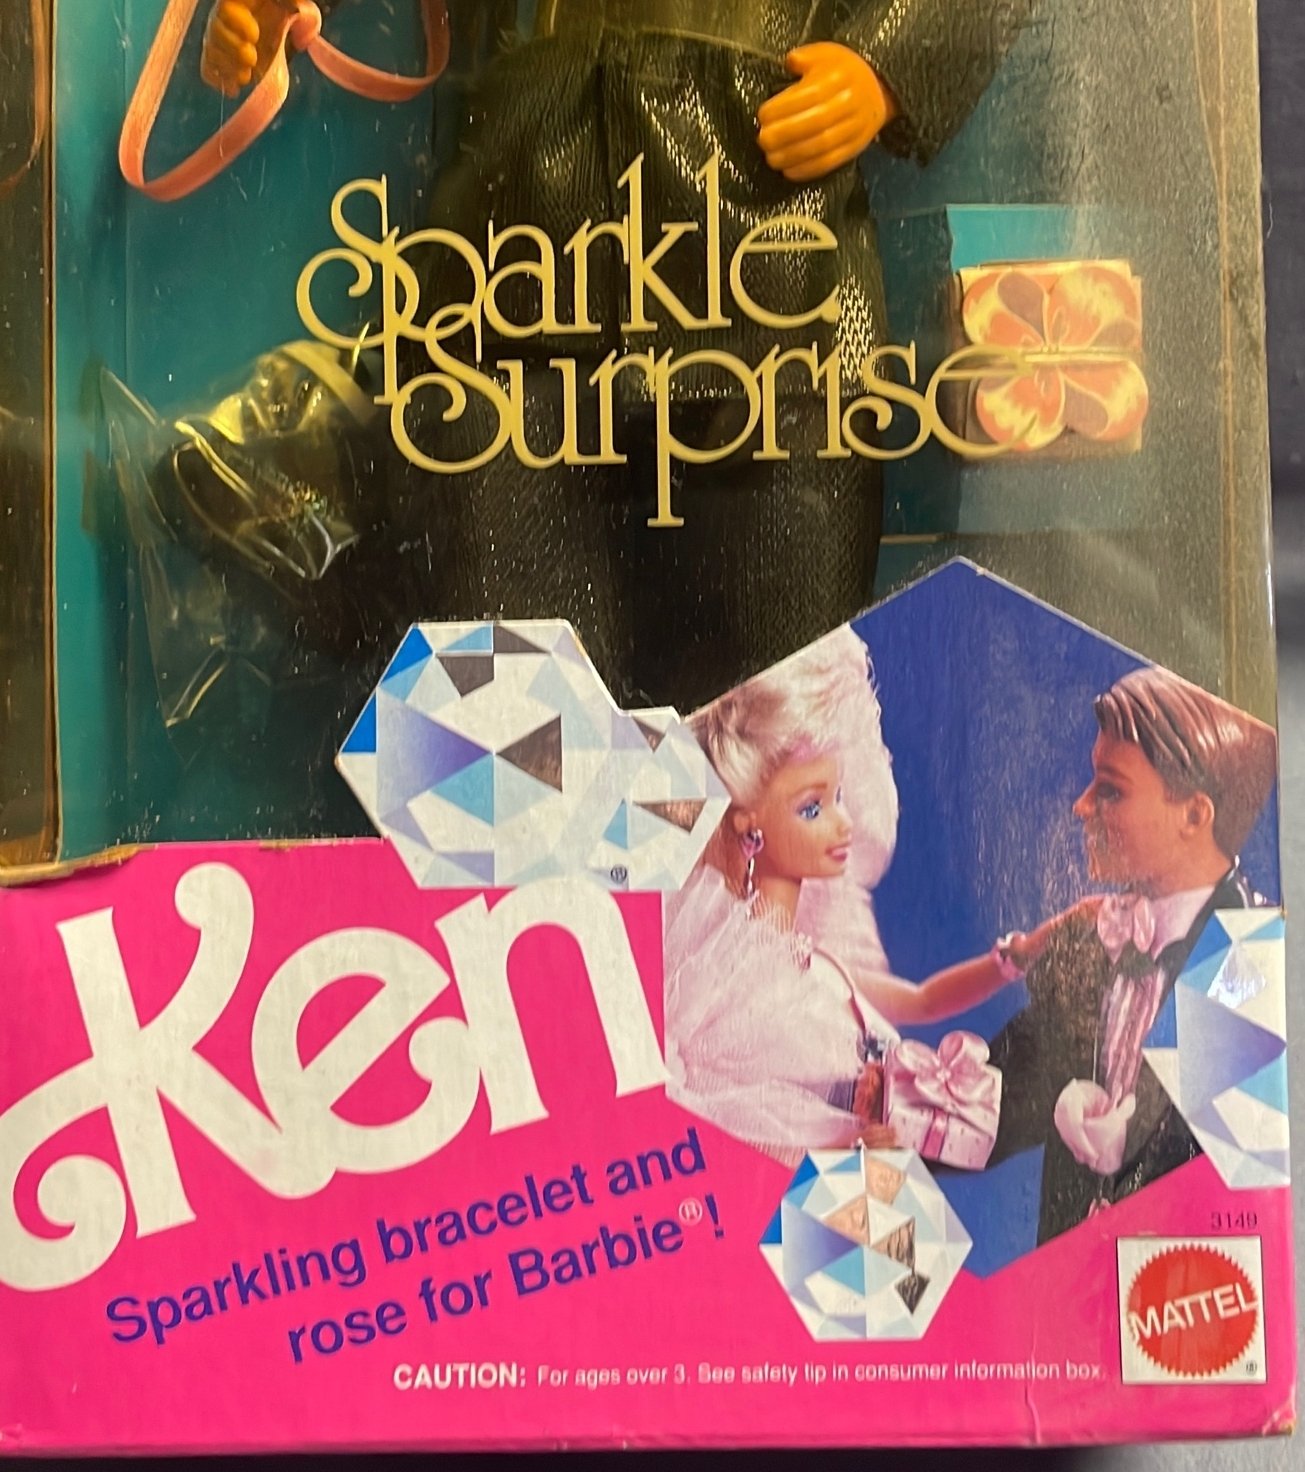 Sparkle
Surprise
®
Ken
Sparkling bracelet and
rose for Barbie®!
3149
MATTEL
®
CAUTION: For ages over 3. See safety tip in consumer information box.